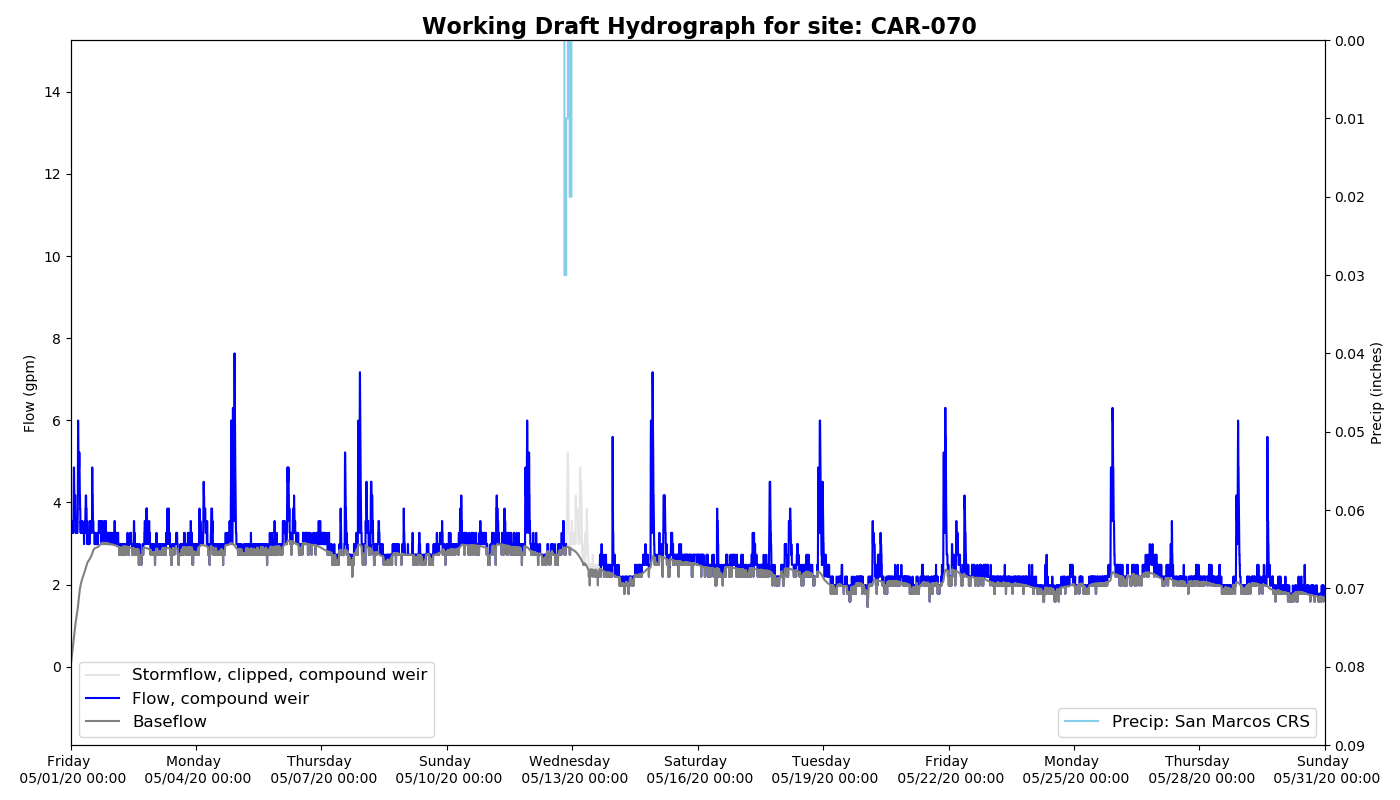 Working Draft Hydrograph for site: CAR-070
14
12
10
8
6
4
2
0
Flow (gpm)
0.00
0.01
0.02
0.03
0.04
0.05
0.06
0.07
0.08
0.09
Precip (inches)
Stormflow, clipped, compound weir
Flow, compound weir
Baseflow
Precip: San Marcos CRS
Friday Monday Thursday Sunday Wednesday Saturday Tuesday Friday Monday Thursday Sunday
05/01/20 00:00 05/04/20 00:00 05/07/20 00:00 05/10/20 00:00 05/13/20 00:00 05/16/20 00:00 05/19/20 00:00 05/22/20 00:00 05/25/20 00:00 05/28/20 00:00 05/31/20 00:00